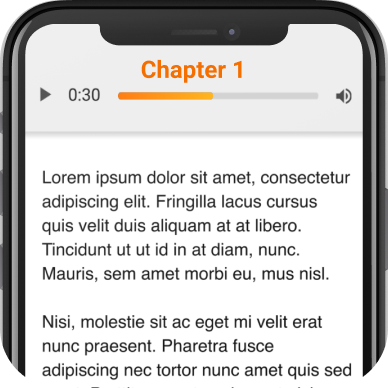 Chapter 1
0:30
Lorem ipsum dolor sit amet, consectetur
adipiscing elit. Fringilla lacus cursus
quis velit duis aliquam at at libero.
Tincidunt ut ut id in at diam, nunc.
Mauris, sem amet morbi eu, mus nisl.
Nisi, molestie sit ac eget mi velit erat
nunc praesent. Pharetra fusce
adipiscing nec tortor nunc amet quis sed